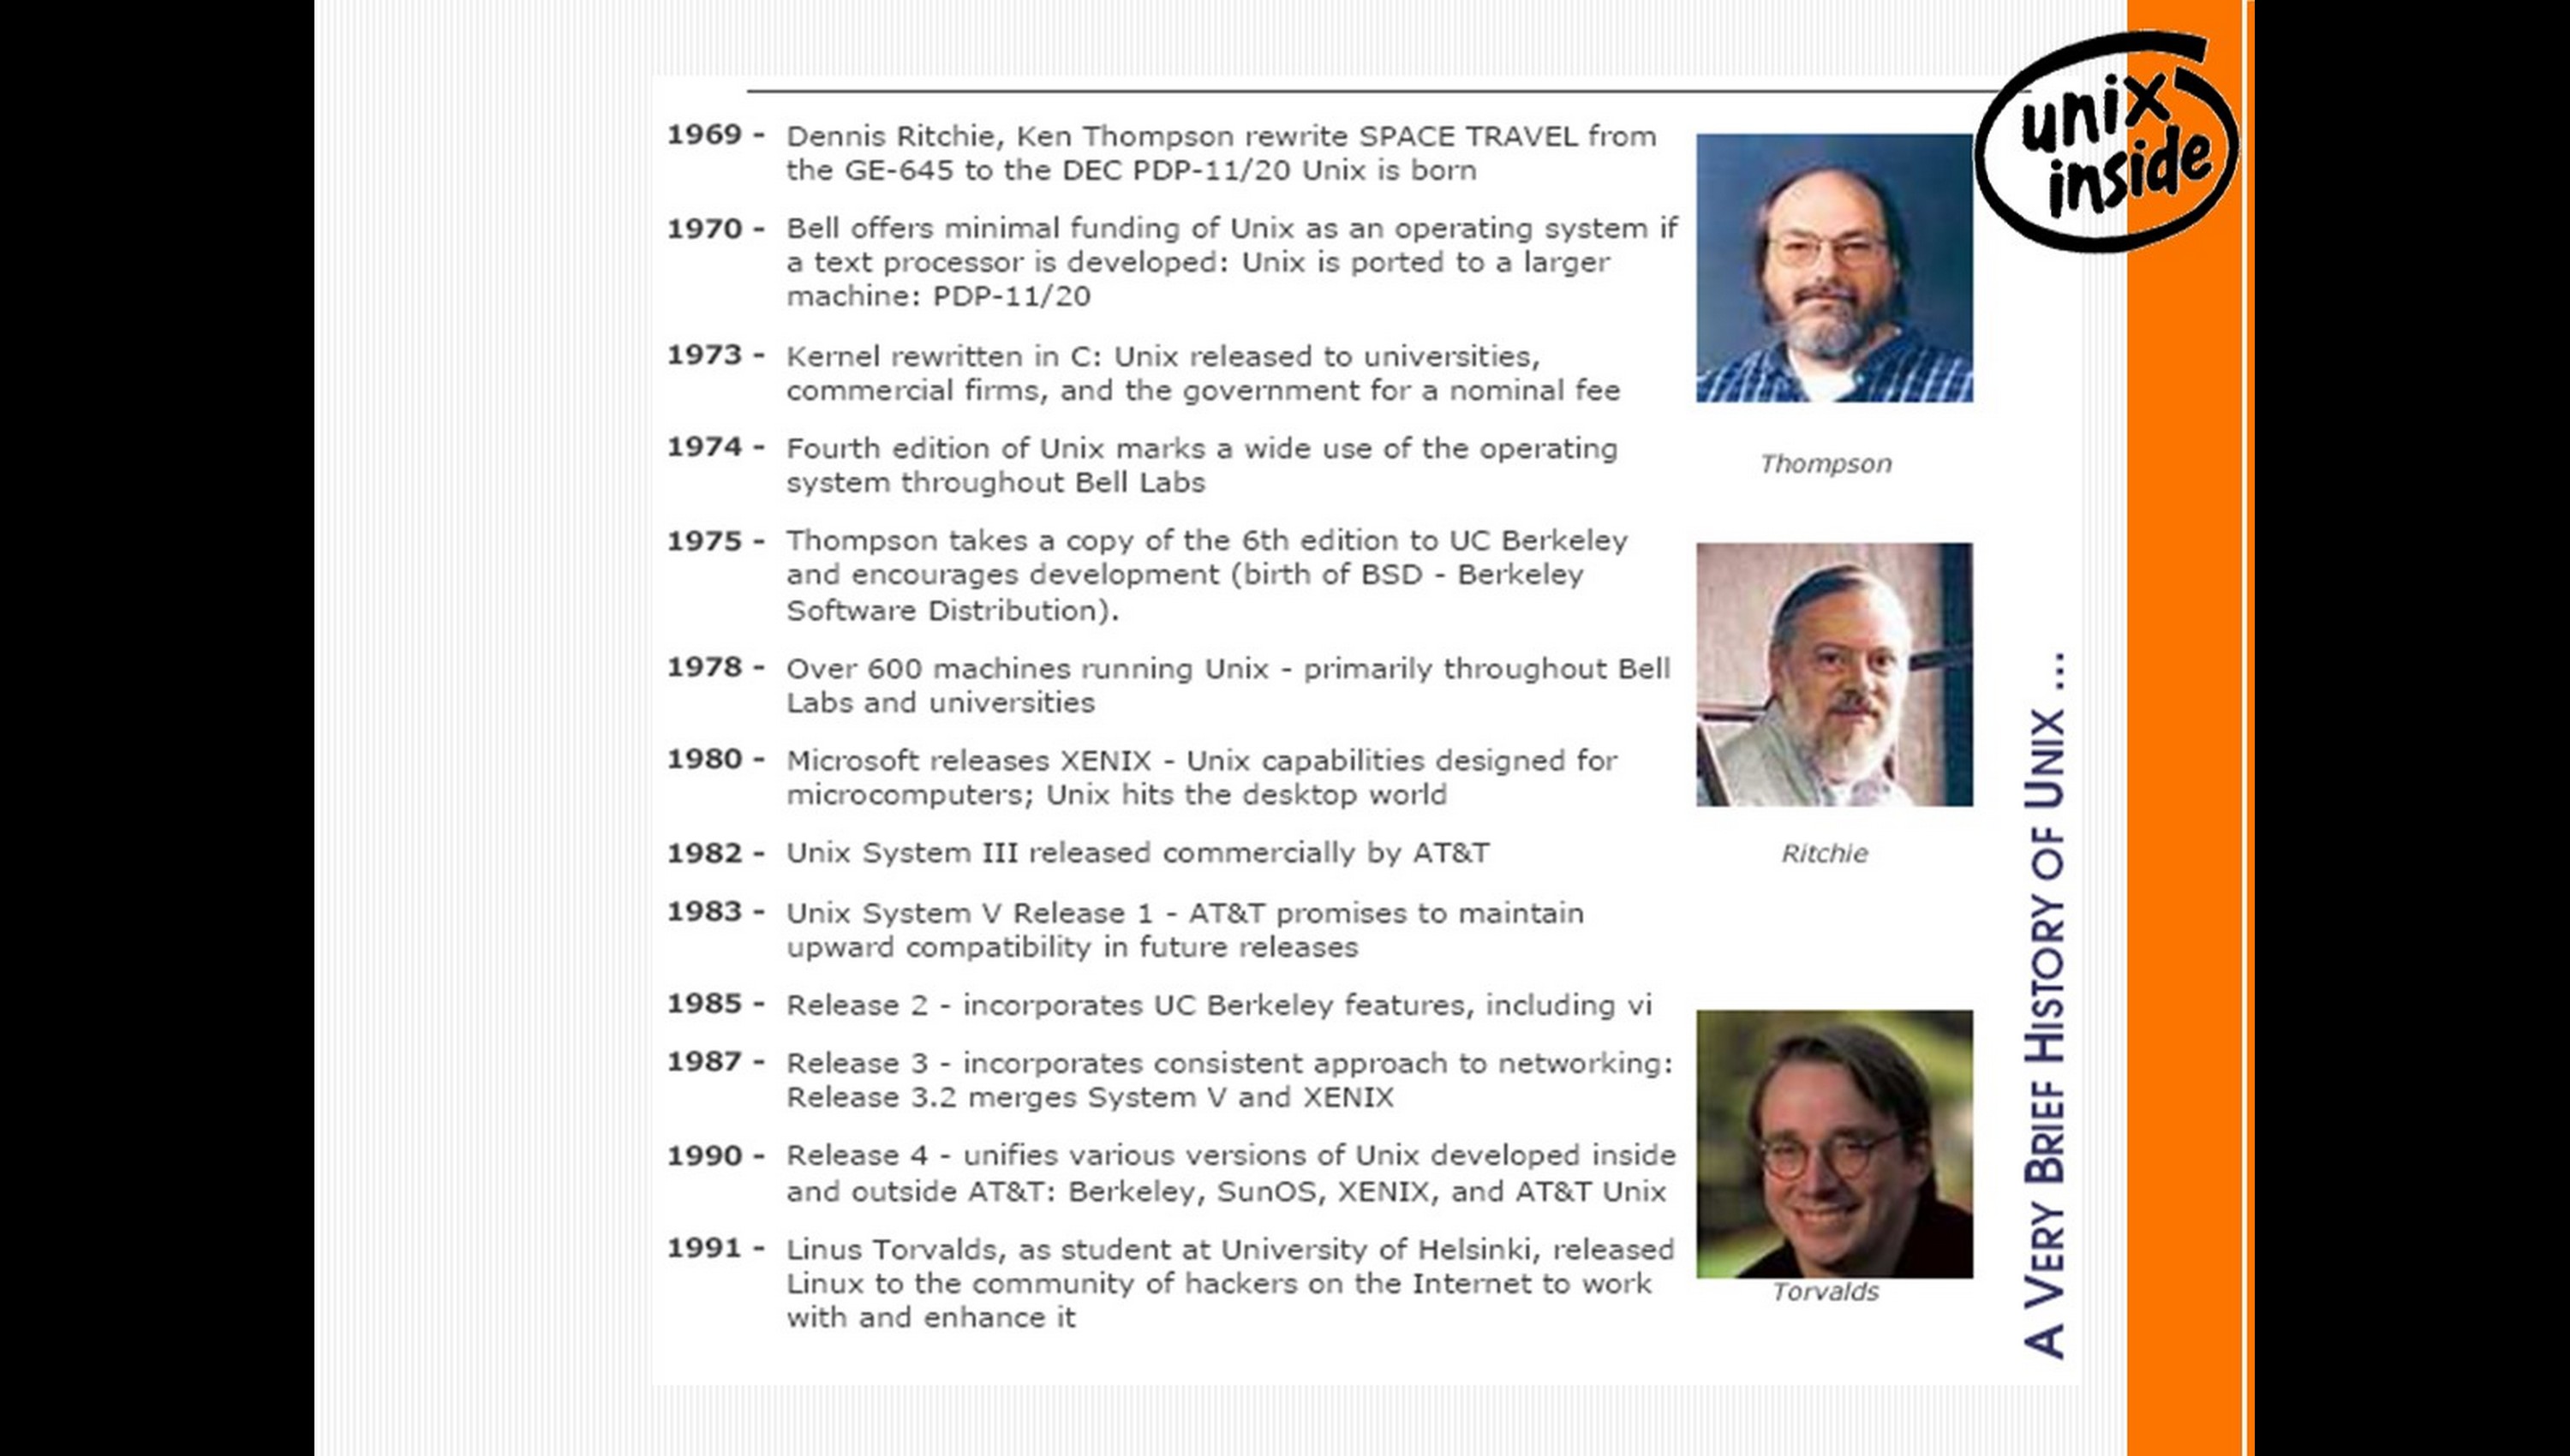 unix
inside
1969 - Dennis Ritchie, Ken Thompson rewrite SPACE TRAVEL from
the GE-645 to the DEC PDP-11/20 Unix is born
1970 - Bell offers minimal funding of Unix as an operating system if
a text processor is developed: Unix is ported to a larger
machine: PDP-11/20
1973 - Kernel rewritten in C: Unix released to universities,
commercial firms, and the government for a nominal fee
1974 - Fourth edition of Unix marks a wide use of the operating
system throughout Bell Labs
Thompson
1975 - Thompson takes a copy of the 6th edition to UC Berkeley
and encourages development (birth of BSD - Berkeley
Software Distribution).
1978 - Over 600 machines running Unix - primarily throughout Bell
Labs and universities
1980 - Microsoft releases XENIX - Unix capabilities designed for
microcomputers; Unix hits the desktop world
1982 - Unix System III released commercially by AT&T
Ritchie
1983 - Unix System V Release 1 - AT&T promises to maintain
upward compatibility in future releases
1985 - Release 2 - incorporates UC Berkeley features, including vi
1987 - Release 3 - incorporates consistent approach to networking:
Release 3.2 merges System V and XENIX
1990 - Release 4 - unifies various versions of Unix developed inside
and outside AT&T: Berkeley, SunOS, XENIX, and AT&T Unix
1991 - Linus Torvalds, as student at University of Helsinki, released
Linux to the community of hackers on the Internet to work
with and enhance it
Torvalds
A VERY BRIEF HISTORY OF UNIX ...